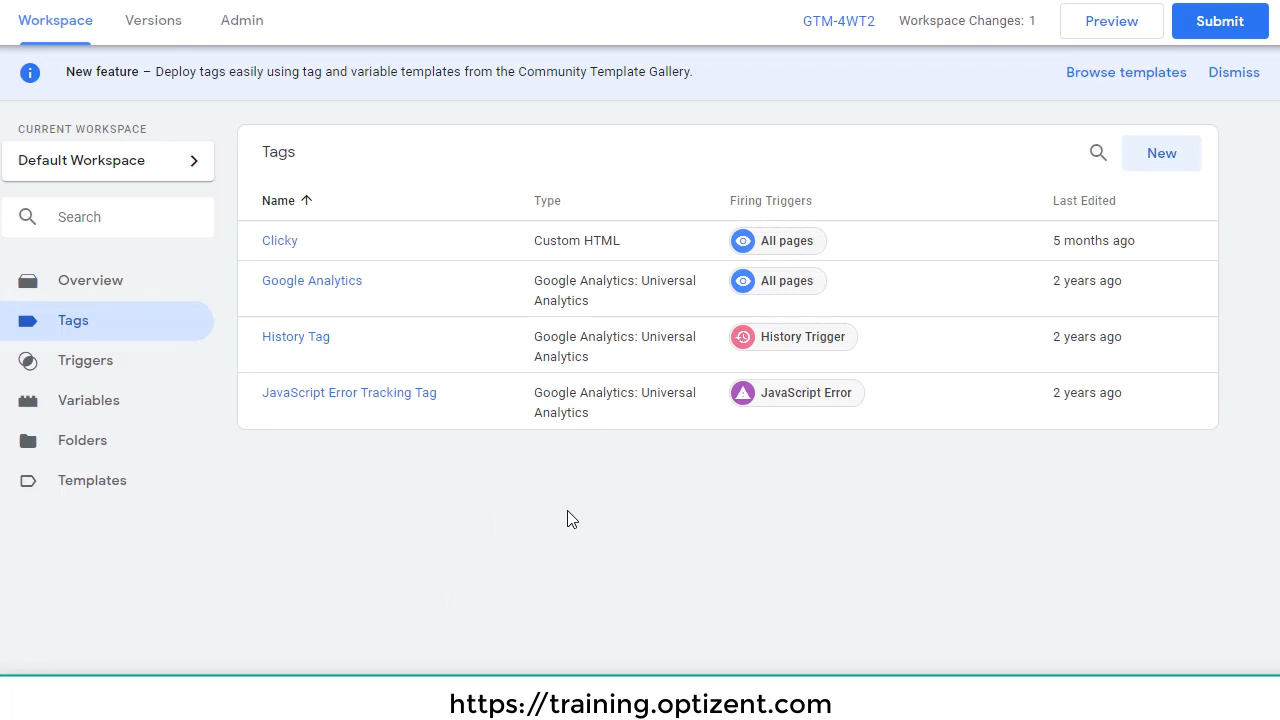 Workspace Versions Admin GTM-4WT2 Workspace Changes: 1 Preview Submit
New feature – Deploy tags easily using tag and variable templates from the Community Template Gallery. Browse templates Dismiss
CURRENT WORKSPACE
Default Workspace
Search
Overview
Tags
Triggers
Variables
Folders
Templates
Tags New
Name Type Firing Triggers Last Edited
Clicky Custom HTML All pages 5 months ago
Google Analytics Google Analytics: Universal All pages 2 years ago
Analytics
History Tag Google Analytics: Universal History Trigger 2 years ago
Analytics
JavaScript Error Tracking Tag Google Analytics: Universal JavaScript Error 2 years ago
Analytics
https://training.optizent.com